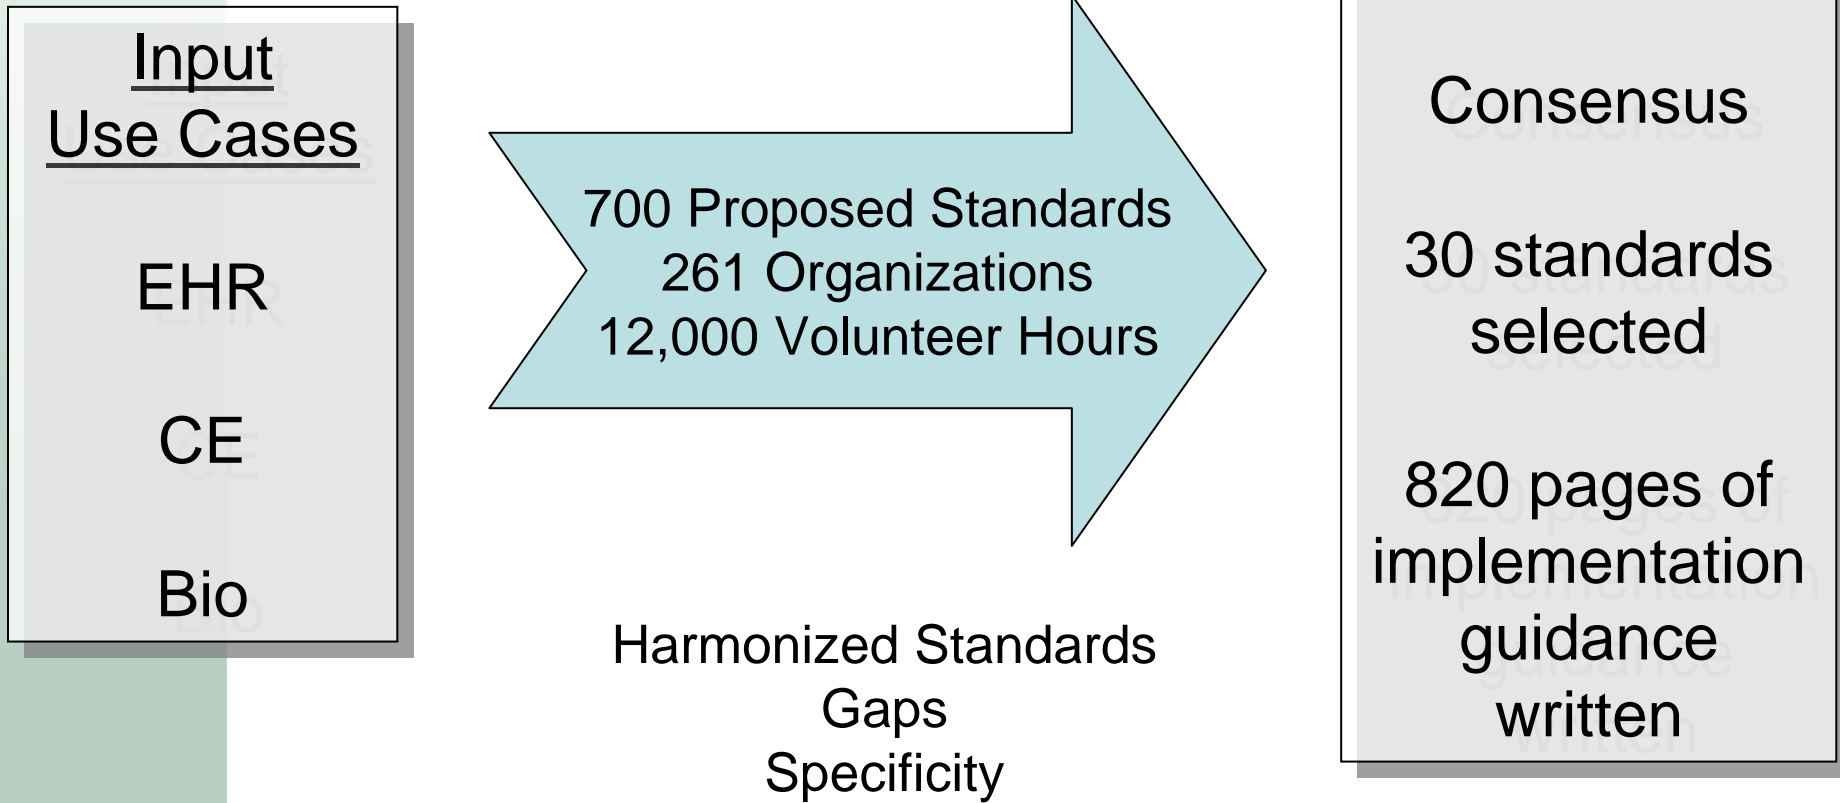 Input
Use Cases
EHR
CE
Bio
700 Proposed Standards
261 Organizations
12,000 Volunteer Hours
Harmonized Standards
Gaps
Specificity
Consensus
30 standards
selected
820 pages of
implementation
guidance
written